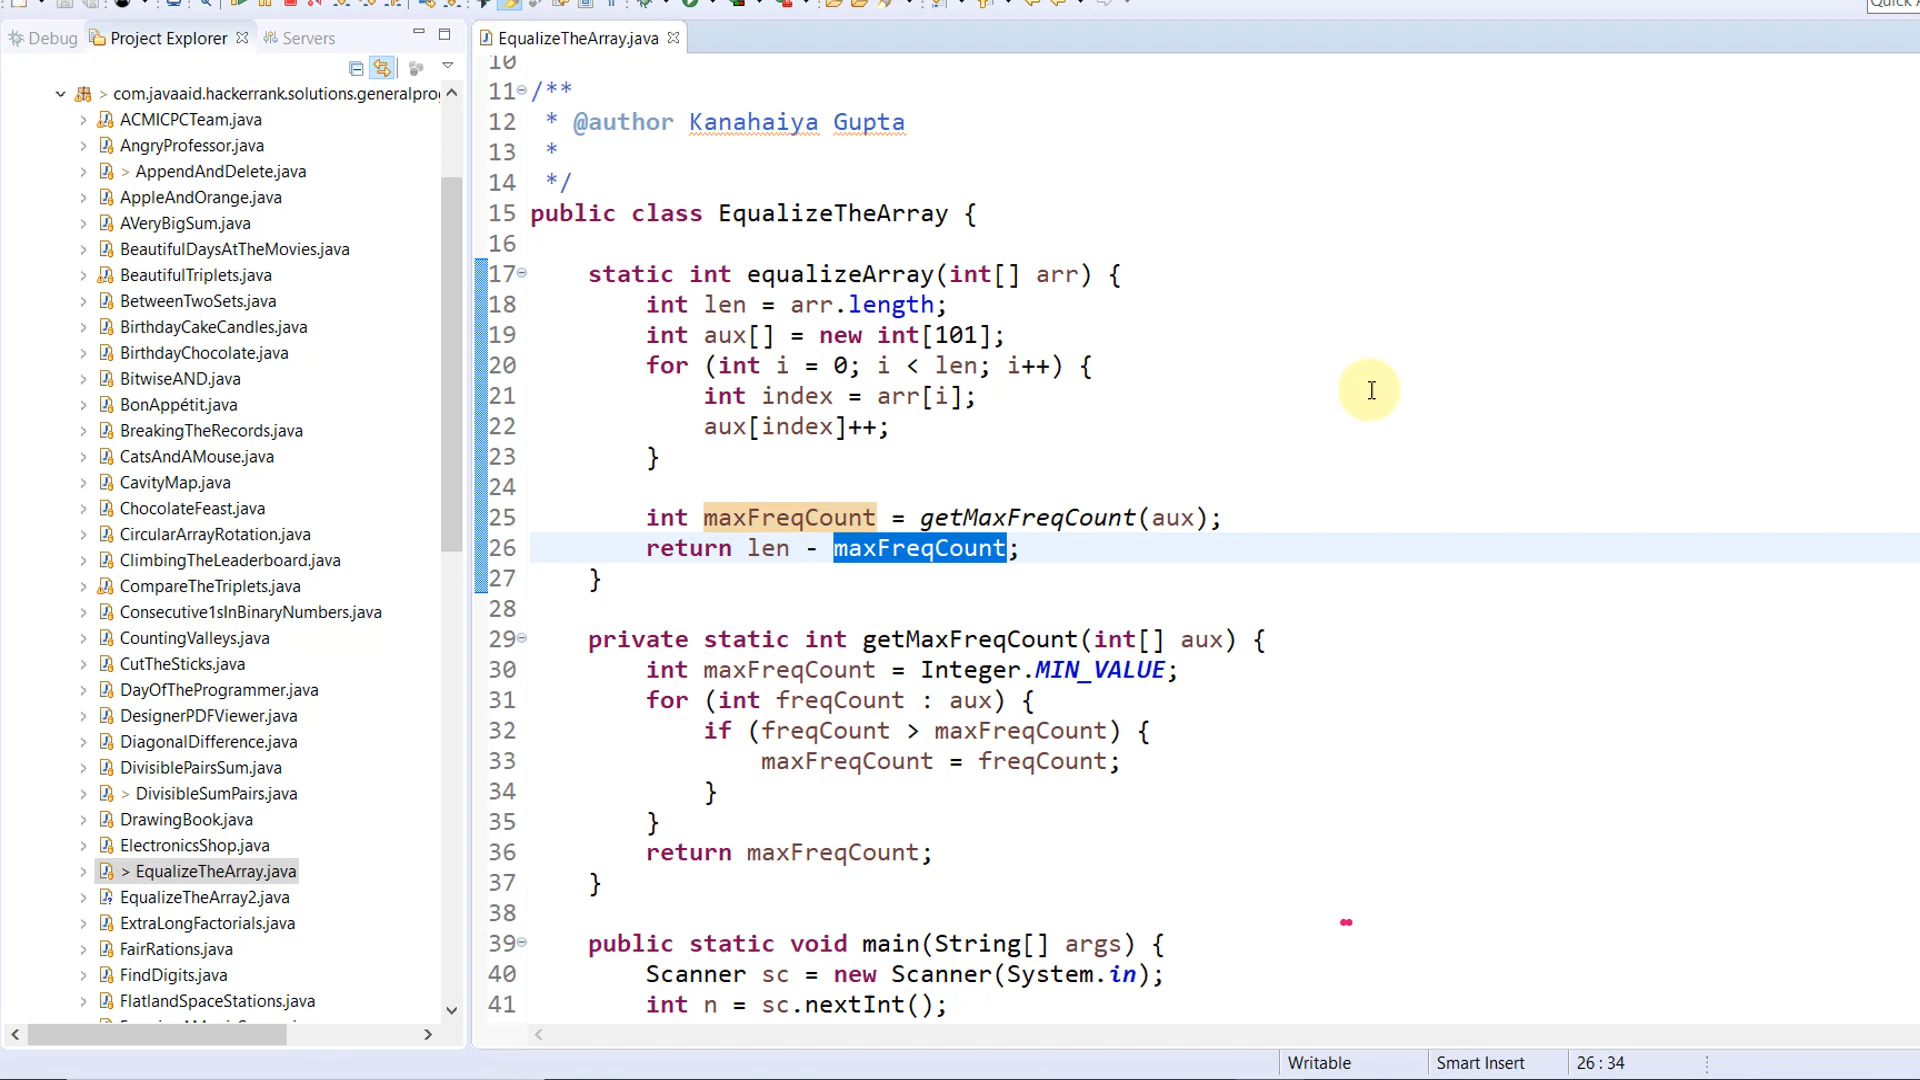 Quick A
Debug
Project Explorer
Servers
> com.javaaid.hackerrank.solutions.generalpro
ACMICPCTeam.java
AngryProfessor.java
> AppendAndDelete.java
AppleAndOrange.java
AVeryBigSum.java
BeautifulDaysAtTheMovies.java
BeautifulTriplets.java
BetweenTwoSets.java
BirthdayCakeCandles.java
BirthdayChocolate.java
BitwiseAND.java
BonAppétit.java
BreakingTheRecords.java
CatsAndAMouse.java
CavityMap.java
ChocolateFeast.java
CircularArrayRotation.java
ClimbingTheLeaderboard.java
CompareTheTriplets.java
Consecutive1sInBinaryNumbers.java
CountingValleys.java
CutTheSticks.java
DayOfTheProgrammer.java
DesignerPDFViewer.java
DiagonalDifference.java
DivisiblePairsSum.java
> DivisibleSumPairs.java
DrawingBook.java
ElectronicsShop.java
> EqualizeTheArray.java
EqualizeTheArray2.java
ExtraLongFactorials.java
FairRations.java
FindDigits.java
FlatlandSpaceStations.java
EqualizeTheArray.java
10
11 /**
12 * @author Kanahaiya Gupta
13 *
14 */
15 public class EqualizeTheArray {
16
17 static int equalizeArray(int[] arr) {
18 int len = arr.length;
19 int aux[] = new int[101];
20 for (int i = 0; i < len; i++) {
21 int index = arr[i];
22 aux[index]++;
23 }
24
25 int maxFreqCount = getMaxFreqCount(aux);
26 return len - maxFreqCount;
27 }
28
29 private static int getMaxFreqCount(int[] aux) {
30 int maxFreqCount = Integer.MIN_VALUE;
31 for (int freqCount : aux) {
32 if (freqCount > maxFreqCount) {
33 maxFreqCount = freqCount;
34 }
35 }
36 return maxFreqCount;
37 }
38
39 public static void main(String[] args) {
40 Scanner sc = new Scanner(System.in);
41 int n = sc.nextInt();
Writable
Smart Insert
26 : 34